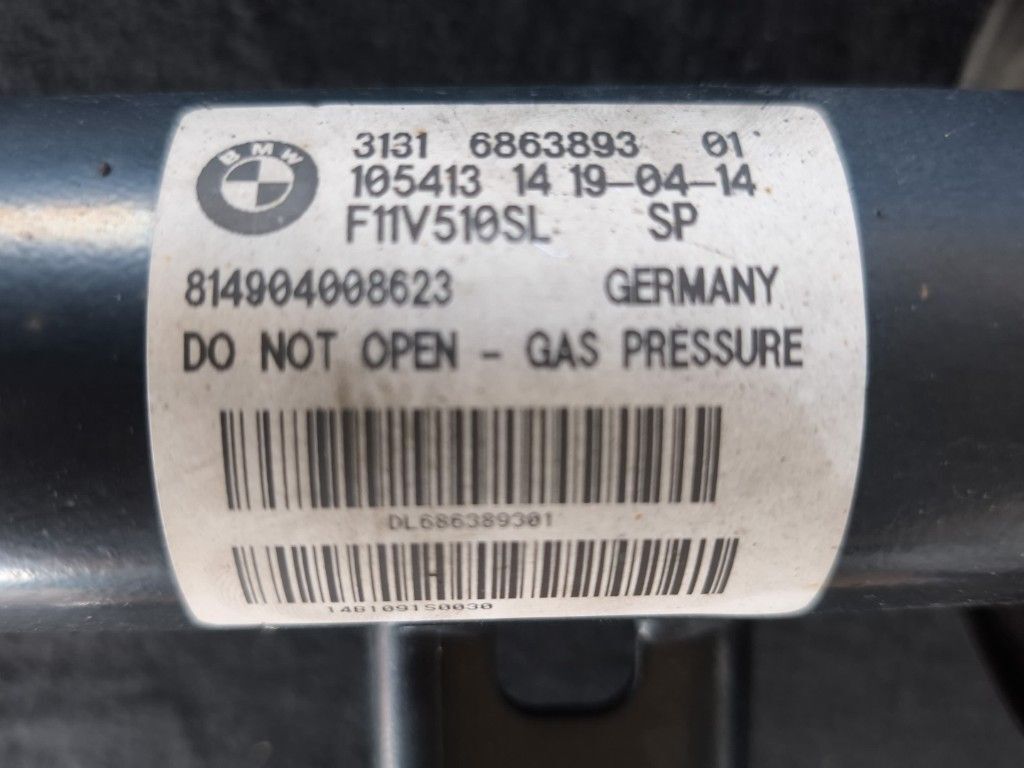 BMW
3131 6863893 01
105413 14 19-04-14
F11V510SL SP
814904008623 GERMANY
DO NOT OPEN - GAS PRESSURE
DL686389301
14B1091S0030